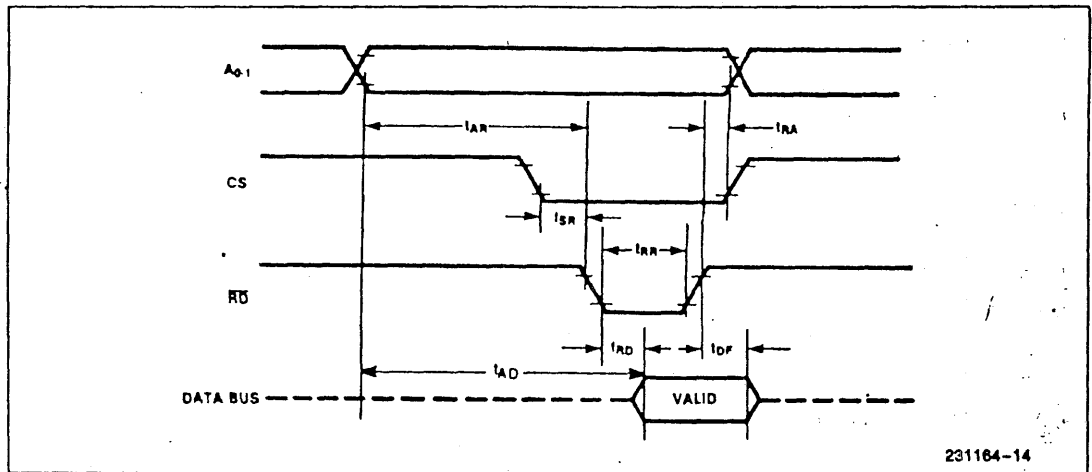 A0-1
tAR
tRA
CS
tSR
tRR
RD
tRD
tDF
tAD
DATA BUS
VALID
231164-14